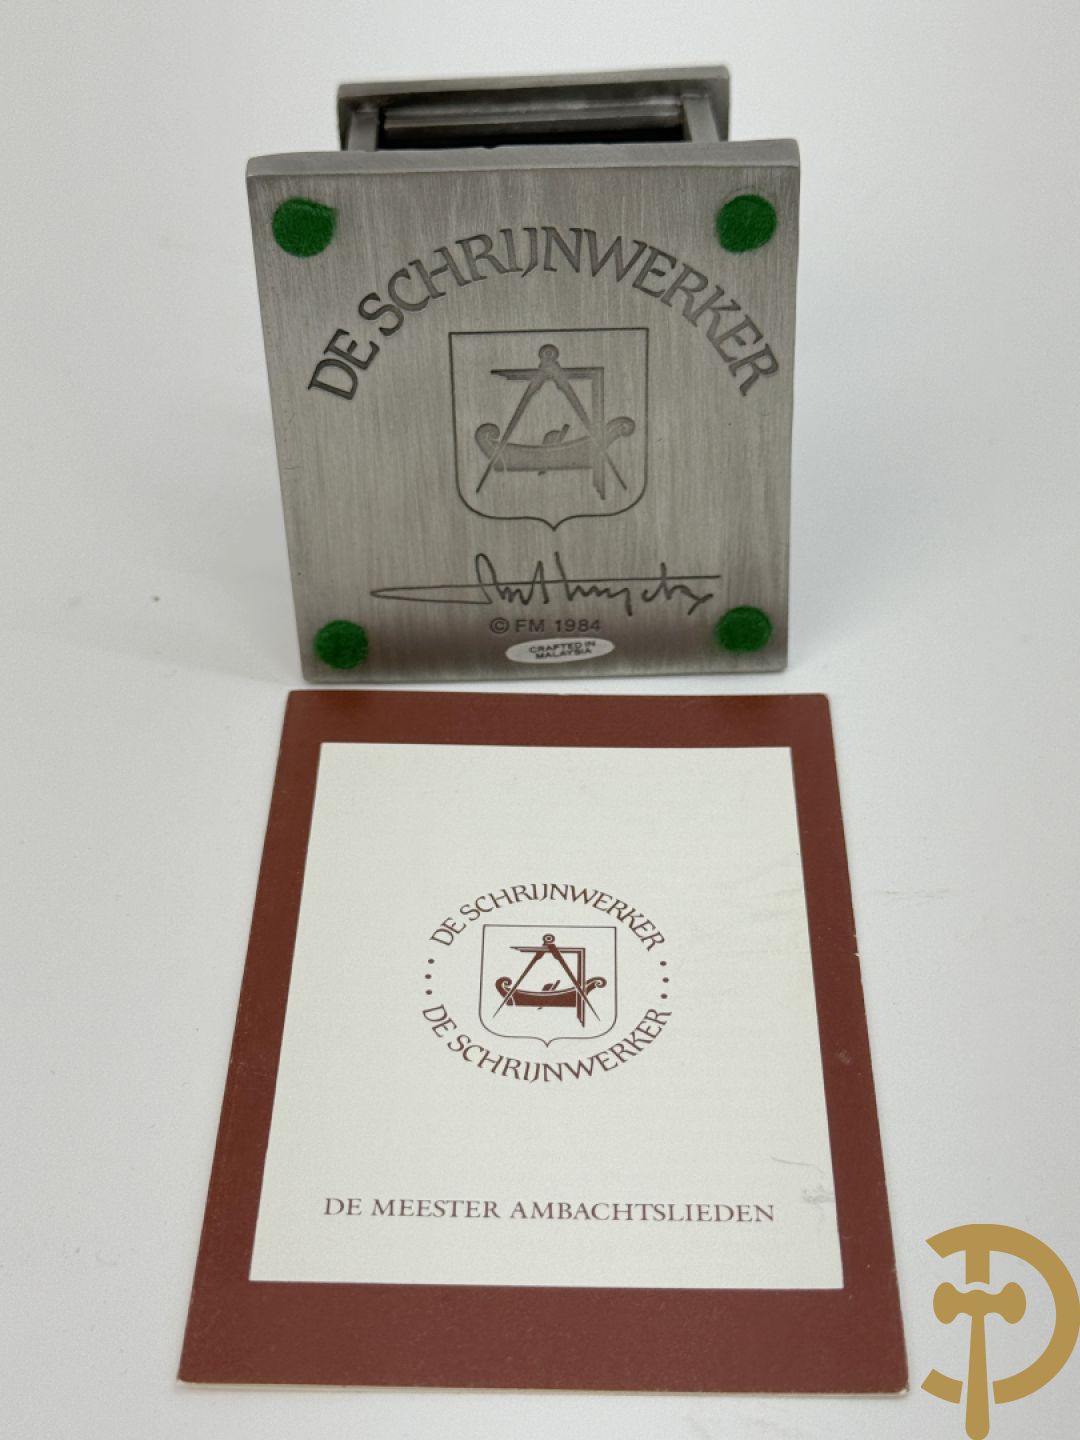 DE SCHRIJNWERKER
© FM 1984
CRAFTED IN
MALAYSIA
DE SCHRIJNWERKER
DE SCHRIJNWERKER
DE MEESTER AMBACHTSLIEDEN